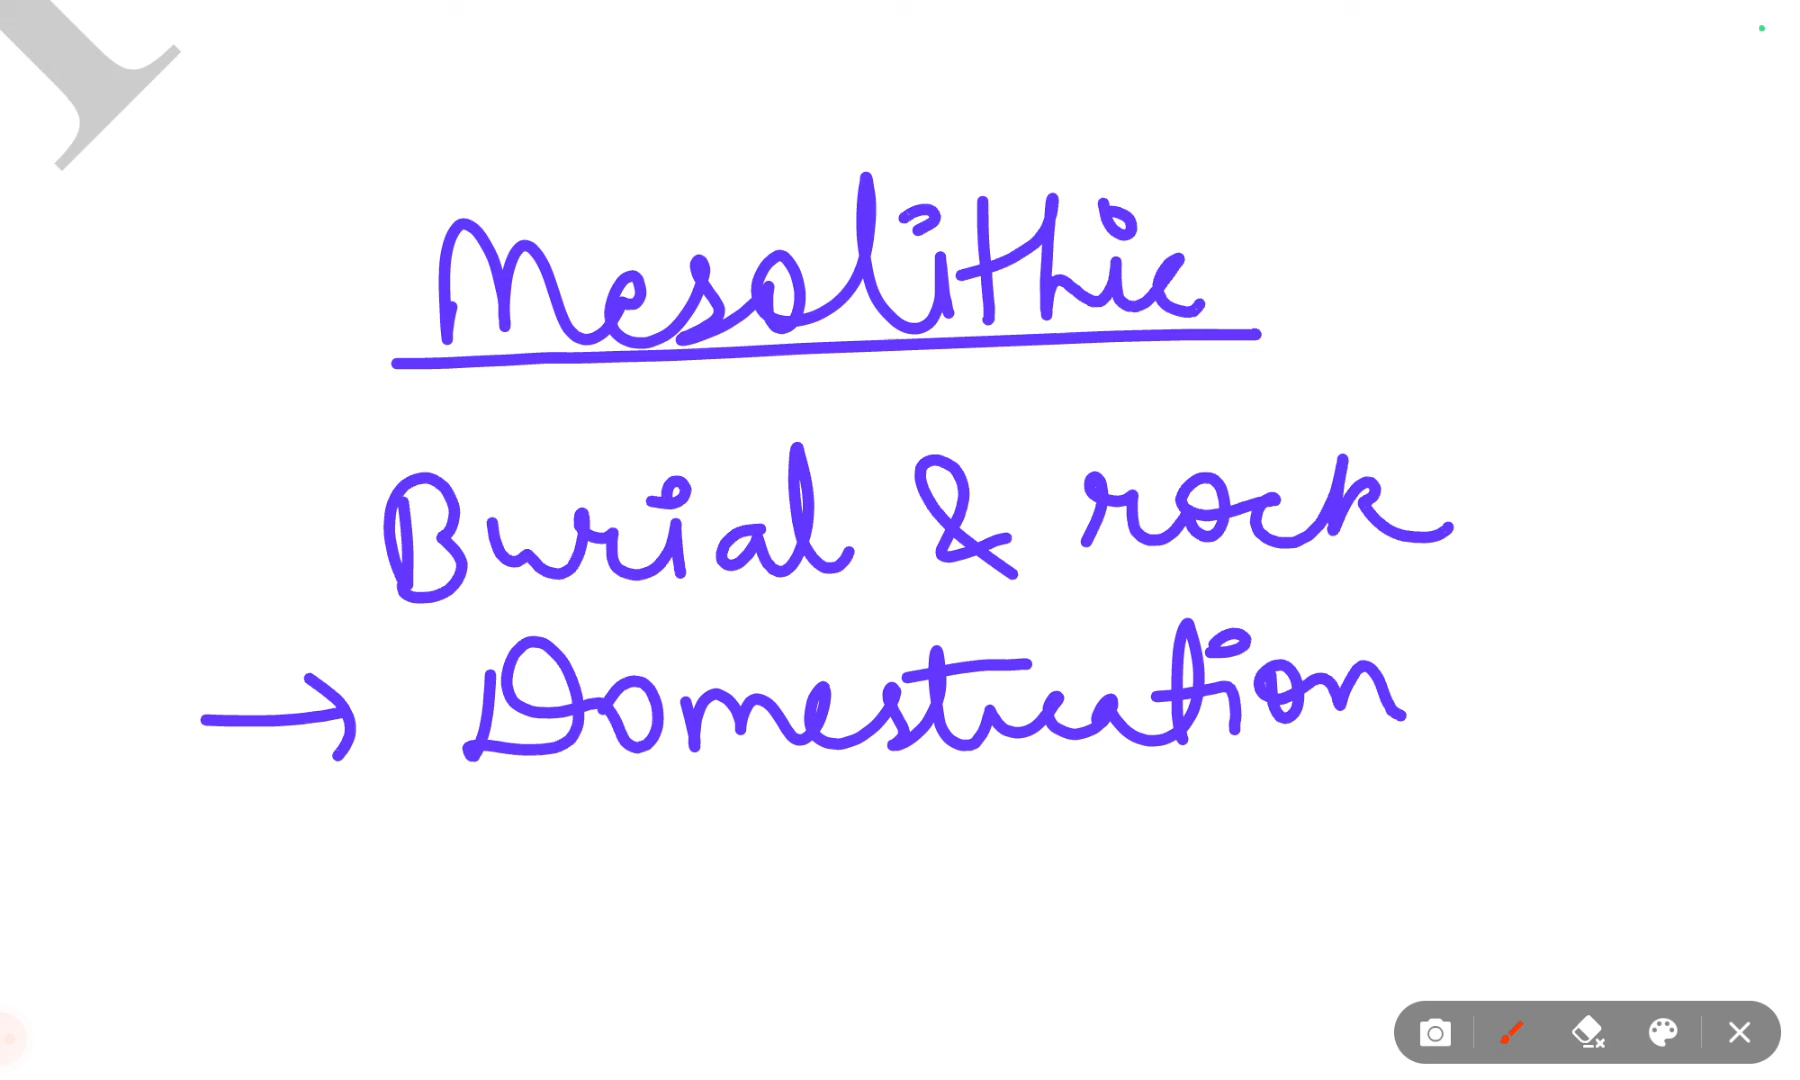 Mesolithic
Burial & rock
→ Domestication